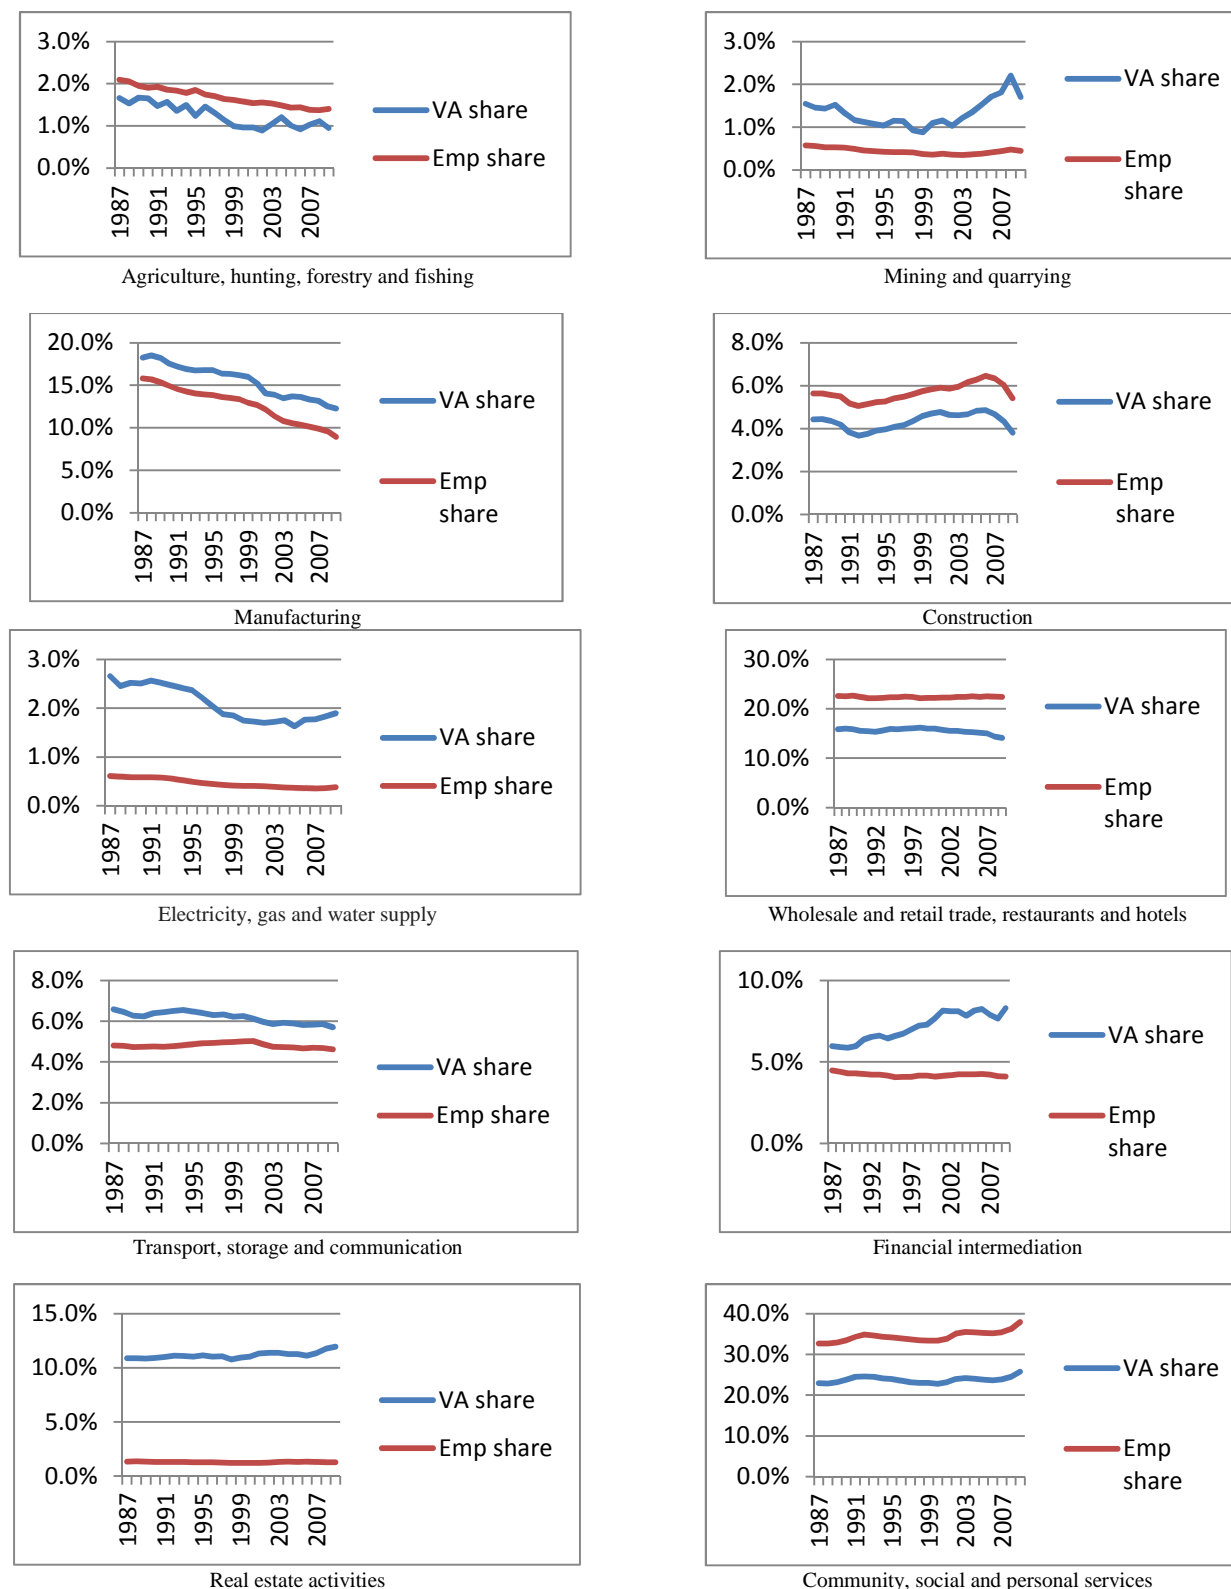 3.0%
2.0%
1.0%
0.0%
1987
1991
1995
1999
2003
2007
VA share
Emp share
Agriculture, hunting, forestry and fishing
3.0%
2.0%
1.0%
0.0%
1987
1991
1995
1999
2003
2007
VA share
Emp
share
Mining and quarrying
20.0%
15.0%
10.0%
5.0%
0.0%
1987
1991
1995
1999
2003
2007
VA share
Emp
share
Manufacturing
8.0%
6.0%
4.0%
2.0%
0.0%
1987
1991
1995
1999
2003
2007
VA share
Emp
share
Construction
3.0%
2.0%
1.0%
0.0%
1987
1991
1995
1999
2003
2007
VA share
Emp share
Electricity, gas and water supply
30.0%
20.0%
10.0%
0.0%
1987
1992
1997
2002
2007
VA share
Emp
share
Wholesale and retail trade, restaurants and hotels
8.0%
6.0%
4.0%
2.0%
0.0%
1987
1991
1995
1999
2003
2007
VA share
Emp share
Transport, storage and communication
10.0%
5.0%
0.0%
1987
1992
1997
2002
2007
VA share
Emp
share
Financial intermediation
15.0%
10.0%
5.0%
0.0%
1987
1991
1995
1999
2003
2007
VA share
Emp share
Real estate activities
40.0%
30.0%
20.0%
10.0%
0.0%
1987
1991
1995
1999
2003
2007
VA share
Emp
share
Community, social and personal services